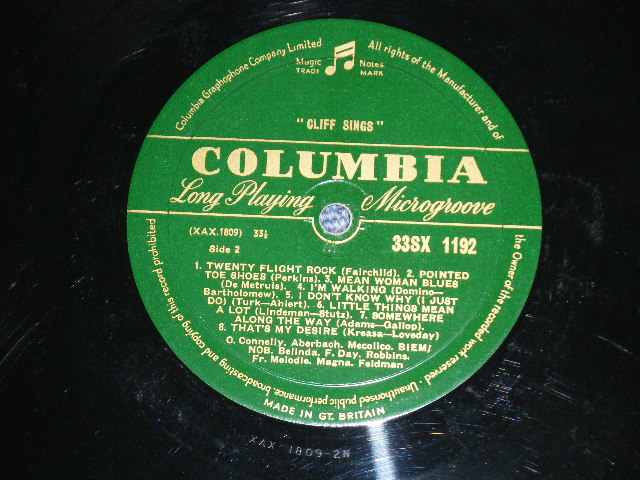 Columbia Graphophone Company Limited
Magic Notes
TRADE MARK
All rights of the Manufacturer and of
the Owner of the recorded work reserved · Unauthorised public performance, broadcasting and copying of this record prohibited
"CLIFF SINGS"
COLUMBIA
Long Playing Microgroove
(XAX.1809) 33⅓
Side 2
33SX 1192
1. TWENTY FLIGHT ROCK (Fairchild). 2. POINTED
TOE SHOES (Perkins). 3. MEAN WOMAN BLUES
(De Metruis). 4. I'M WALKING (Domino—
Bartholomew). 5. I DON'T KNOW WHY (I JUST
DO) (Turk—Ahlert). 6. LITTLE THINGS MEAN
A LOT (Lindeman—Stutz). 7. SOMEWHERE
ALONG THE WAY (Adams—Gallop).
8. THAT'S MY DESIRE (Kreasa—Loveday)
O. Connelly. Aberbach. Mecolico. BIEM/
NCB. Belinda. F. Day. Robbins.
Fr. Melodie. Magna. Feldman
MADE IN GT. BRITAIN
XAX 1809-2N